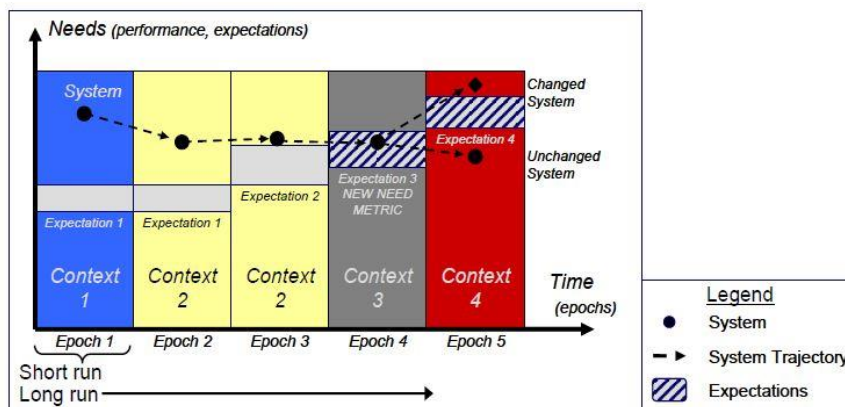 Needs (performance, expectations)
System
Changed
System
Unchanged
System
Expectation 1
Expectation 1
Expectation 2
Expectation 3
NEW NEED
METRIC
Expectation 4
Context
1
Context
2
Context
2
Context
3
Context
4
Time
(epochs)
Epoch 1
Epoch 2
Epoch 3
Epoch 4
Epoch 5
Short run
Long run
Legend
System
System Trajectory
Expectations